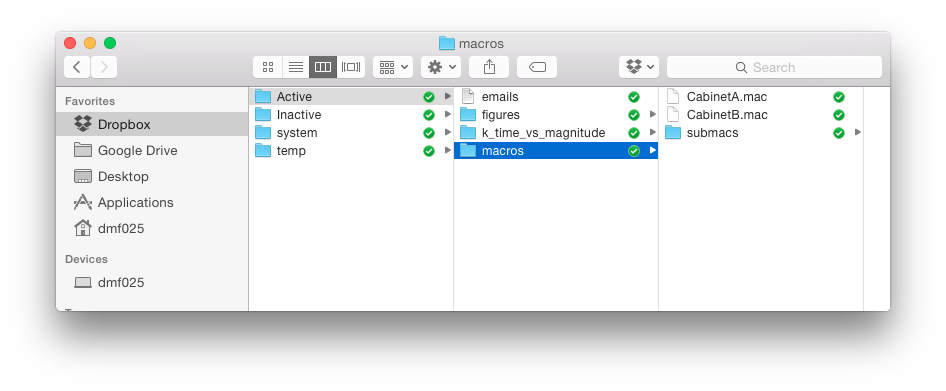 macros
Search
Favorites
Dropbox
Google Drive
Desktop
Applications
dmf025
Devices
dmf025
Active
Inactive
system
temp
emails
figures
k_time_vs_magnitude
macros
CabinetA.mac
CabinetB.mac
submacs